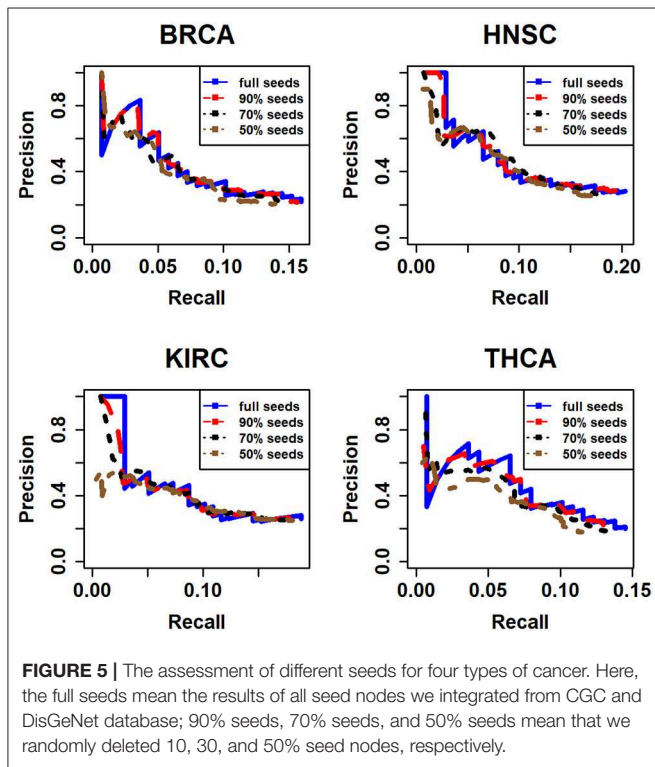 BRCA
Precision
0.0 0.4 0.8
full seeds
90% seeds
70% seeds
50% seeds
0.00 0.05 0.10 0.15
Recall
HNSC
Precision
0.0 0.4 0.8
full seeds
90% seeds
70% seeds
50% seeds
0.00 0.10 0.20
Recall
KIRC
Precision
0.0 0.4 0.8
full seeds
90% seeds
70% seeds
50% seeds
0.00 0.10
Recall
THCA
Precision
0.0 0.4 0.8
full seeds
90% seeds
70% seeds
50% seeds
0.00 0.05 0.10 0.15
Recall
FIGURE 5 | The assessment of different seeds for four types of cancer. Here,
the full seeds mean the results of all seed nodes we integrated from CGC and
DisGeNet database; 90% seeds, 70% seeds, and 50% seeds mean that we
randomly deleted 10, 30, and 50% seed nodes, respectively.